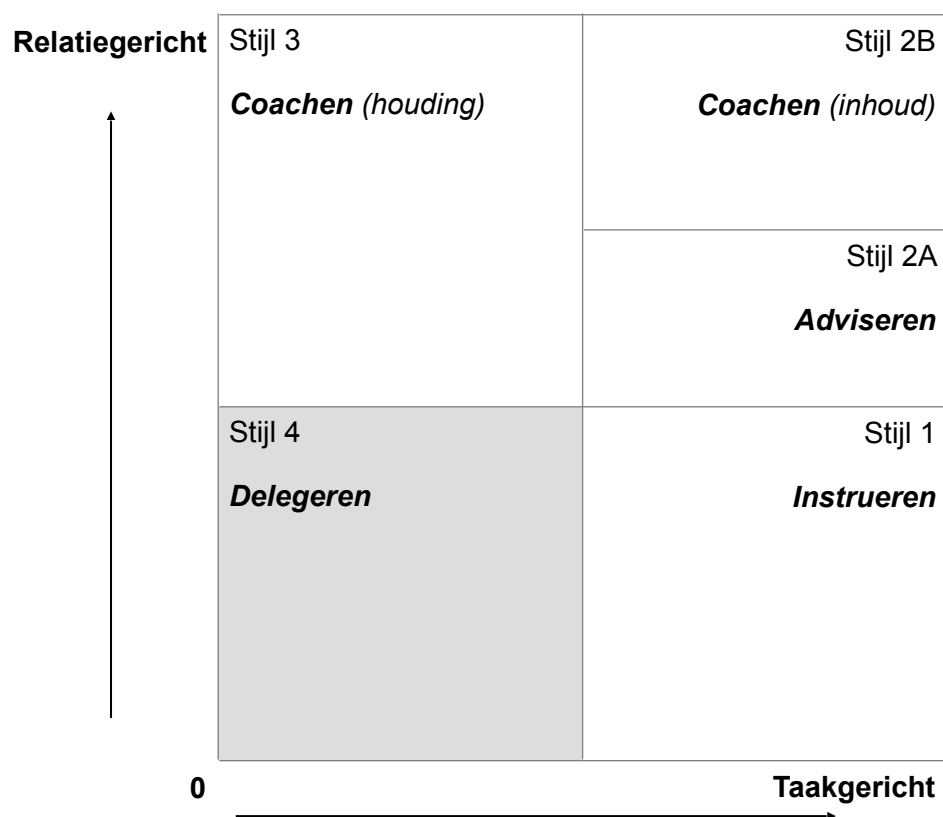 Relatiegericht
Stijl 3
Stijl 2B
Coachen (houding)
Coachen (inhoud)
Stijl 2A
Adviseren
Stijl 4
Stijl 1
Delegeren
Instrueren
0
Taakgericht